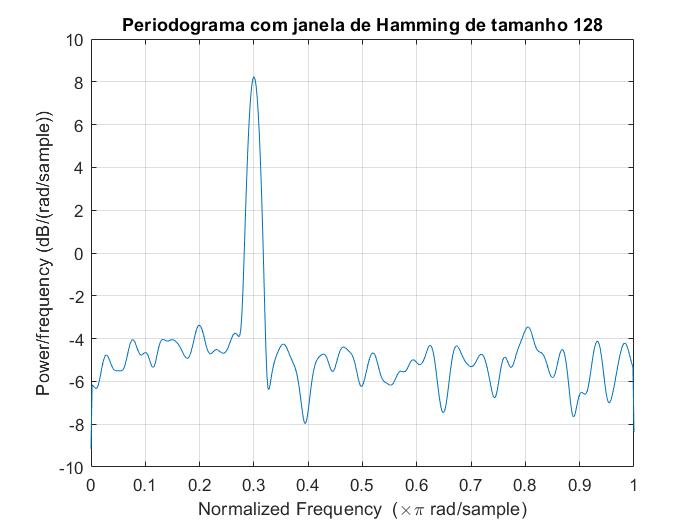 Periodograma com janela de Hamming de tamanho 128
10
8
6
4
2
0
-2
-4
-6
-8
-10
Power/frequency (dB/(rad/sample))
0 0.1 0.2 0.3 0.4 0.5 0.6 0.7 0.8 0.9 1
Normalized Frequency (×π rad/sample)